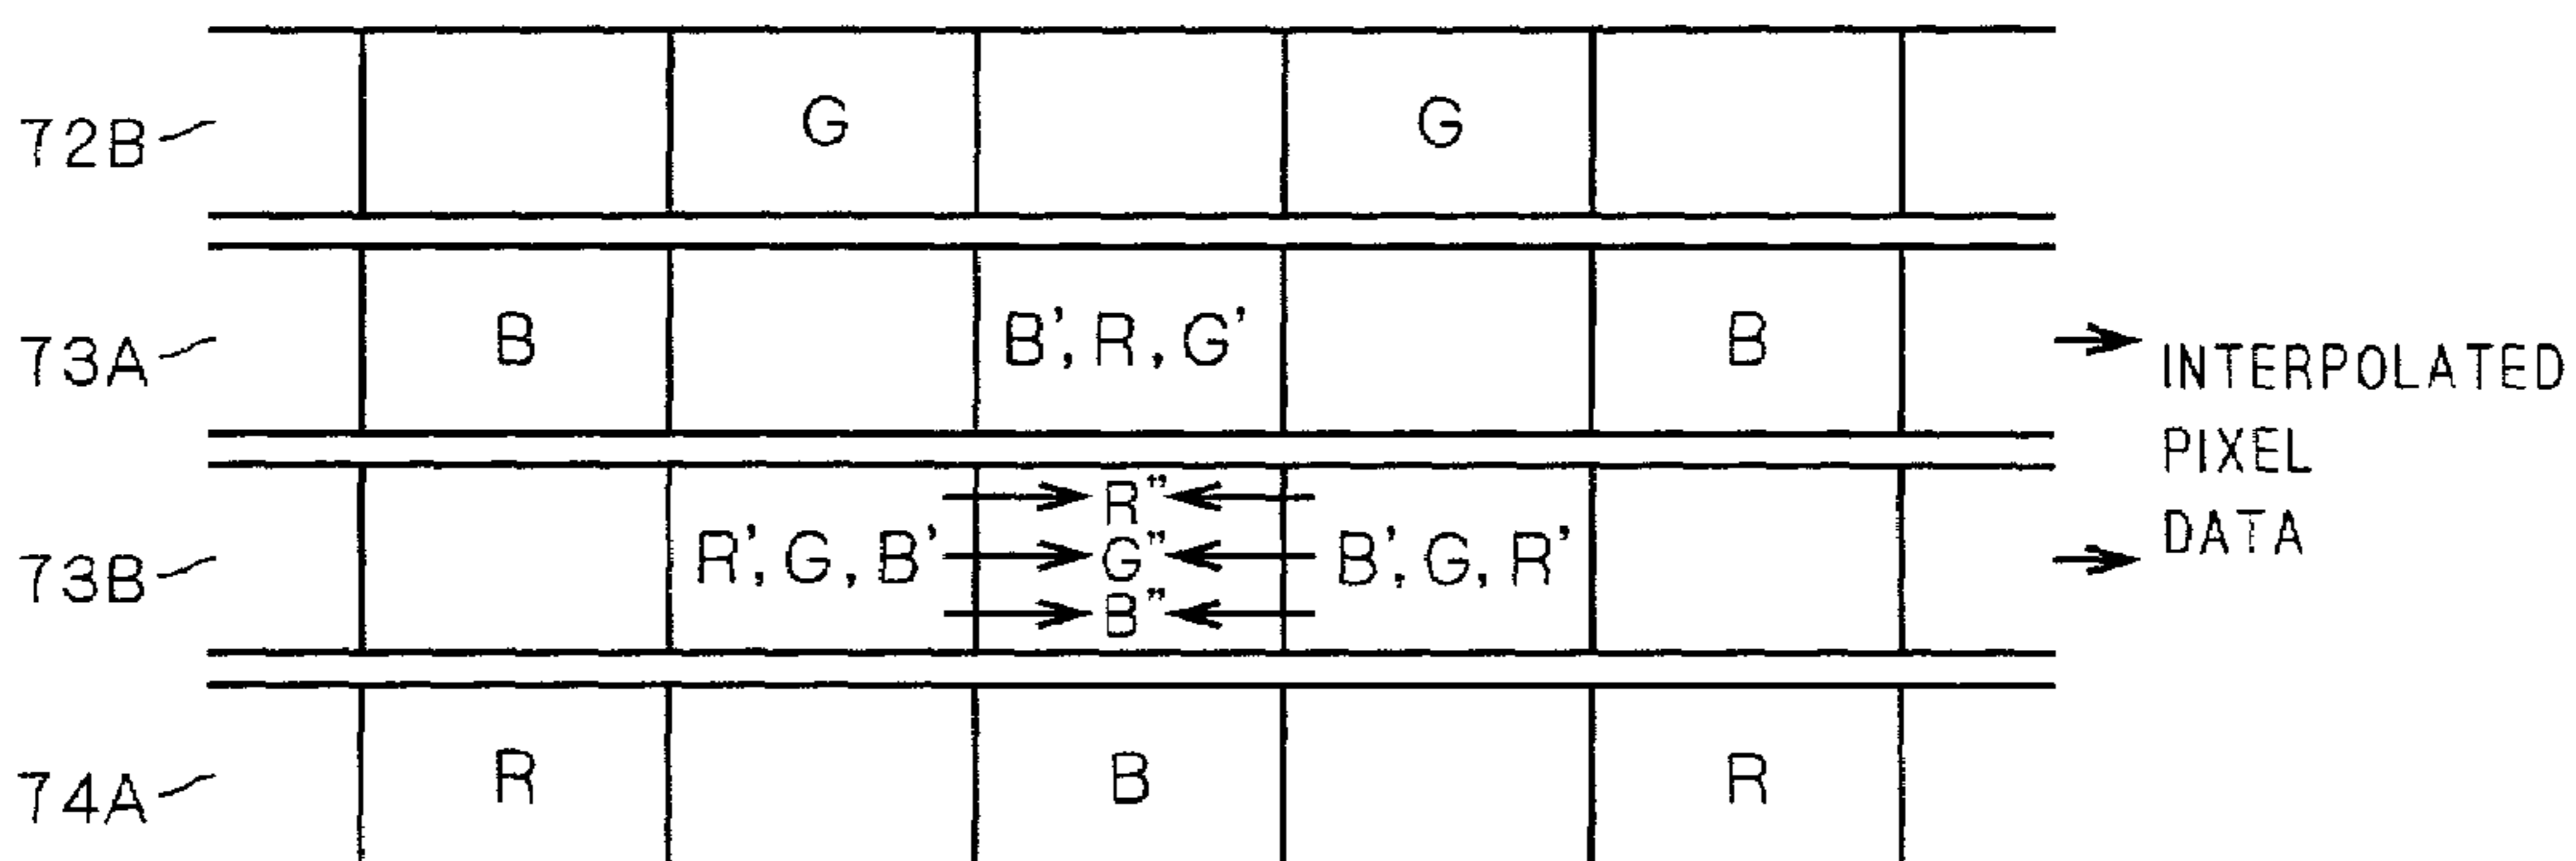 72B G G
73A B B', R, G' B
INTERPOLATED
PIXEL
DATA
R"
73B R', G, B' G" B', G, R'
B"
74A R B R